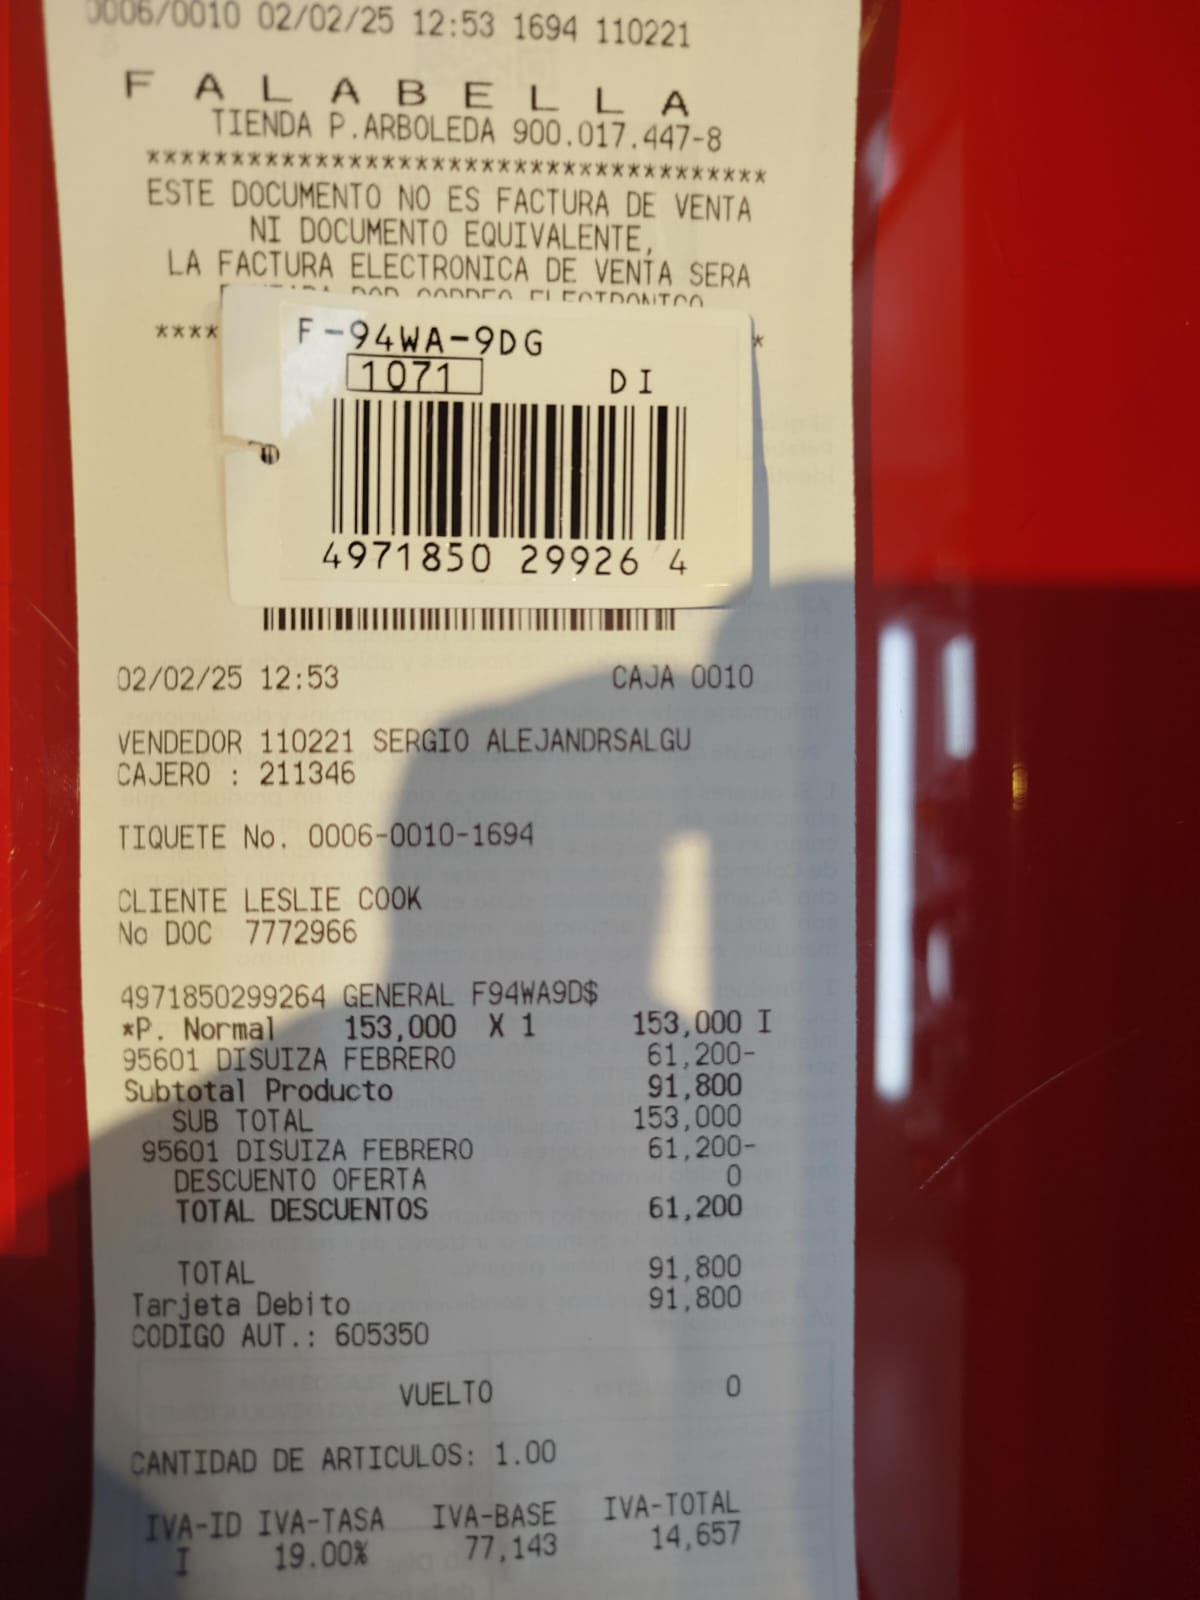 0006/0010 02/02/25 12:53 1694 110221
FALABELLA
TIENDA P.ARBOLEDA 900.017.447-8
****************************************
ESTE DOCUMENTO NO ES FACTURA DE VENTA
NI DOCUMENTO EQUIVALENTE,
LA FACTURA ELECTRONICA DE VENTA SERA
POR CORREO ELECTRONICO
**** *
F-94WA-9DG
1071 DI
4971850 29926 4
02/02/25 12:53 CAJA 0010
VENDEDOR 110221 SERGIO ALEJANDRSALGU
CAJERO : 211346
TIQUETE No. 0006-0010-1694
CLIENTE LESLIE COOK
No DOC 7772966
4971850299264 GENERAL F94WA9D$
*P. Normal 153,000 X 1 153,000 I
95601 DISUIZA FEBRERO 61,200-
Subtotal Producto 91,800
SUB TOTAL 153,000
95601 DISUIZA FEBRERO 61,200-
DESCUENTO OFERTA 0
TOTAL DESCUENTOS 61,200
TOTAL 91,800
Tarjeta Debito 91,800
CODIGO AUT.: 605350
VUELTO 0
CANTIDAD DE ARTICULOS: 1.00
IVA-ID IVA-TASA IVA-BASE IVA-TOTAL
I 19.00% 77,143 14,657